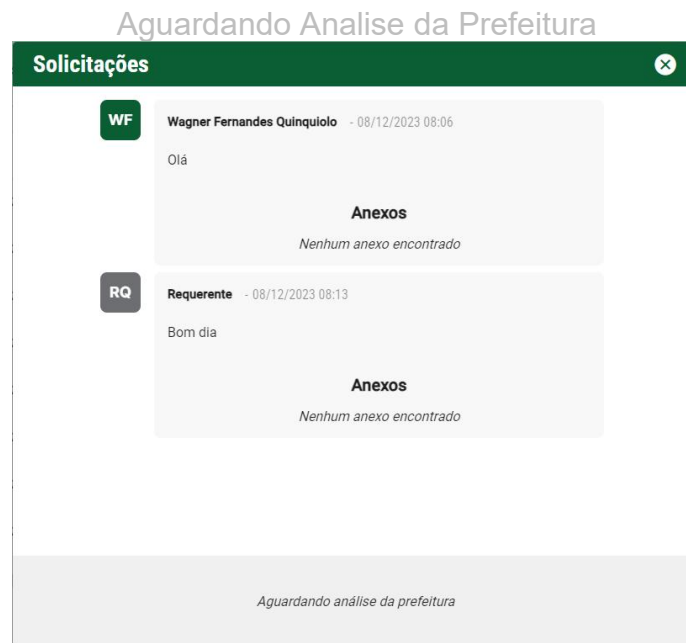 Aguardando Analise da Prefeitura
Solicitações
WF
Wagner Fernandes Quinquiolo - 08/12/2023 08:06
Olá
Anexos
Nenhum anexo encontrado
RQ
Requerente - 08/12/2023 08:13
Bom dia
Anexos
Nenhum anexo encontrado
Aguardando análise da prefeitura